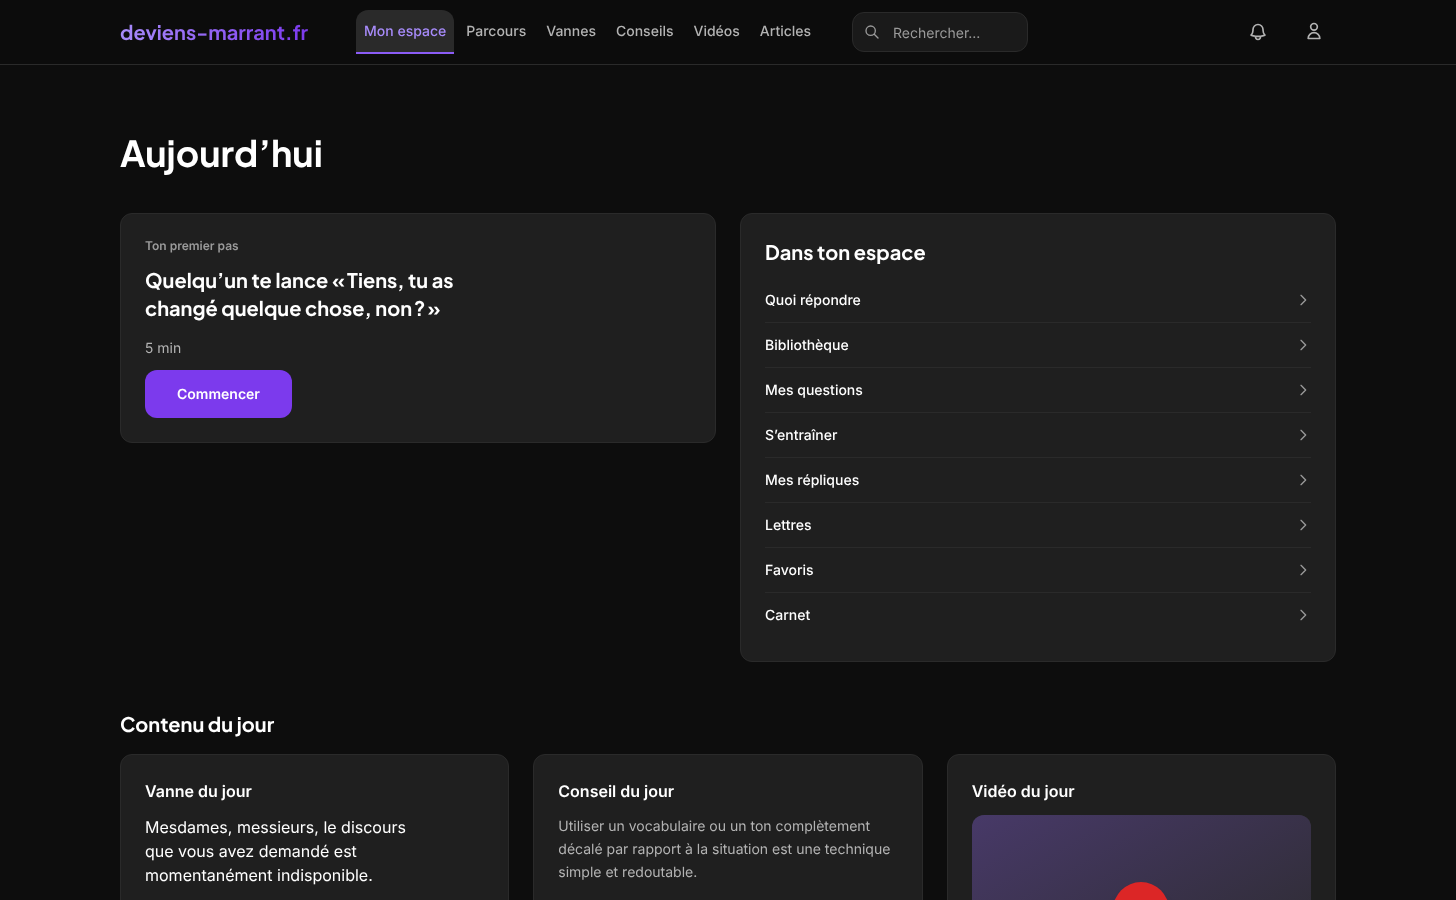 deviens-marrant.fr
Mon espace
Parcours
Vannes
Conseils
Vidéos
Articles
Rechercher...
Aujourd’hui
Ton premier pas
Quelqu’un te lance « Tiens, tu as
changé quelque chose, non ? »
5 min
Commencer
Dans ton espace
Quoi répondre
Bibliothèque
Mes questions
S’entraîner
Mes répliques
Lettres
Favoris
Carnet
Contenu du jour
Vanne du jour
Mesdames, messieurs, le discours
que vous avez demandé est
momentanément indisponible.
Conseil du jour
Utiliser un vocabulaire ou un ton complètement
décalé par rapport à la situation est une technique
simple et redoutable.
Vidéo du jour